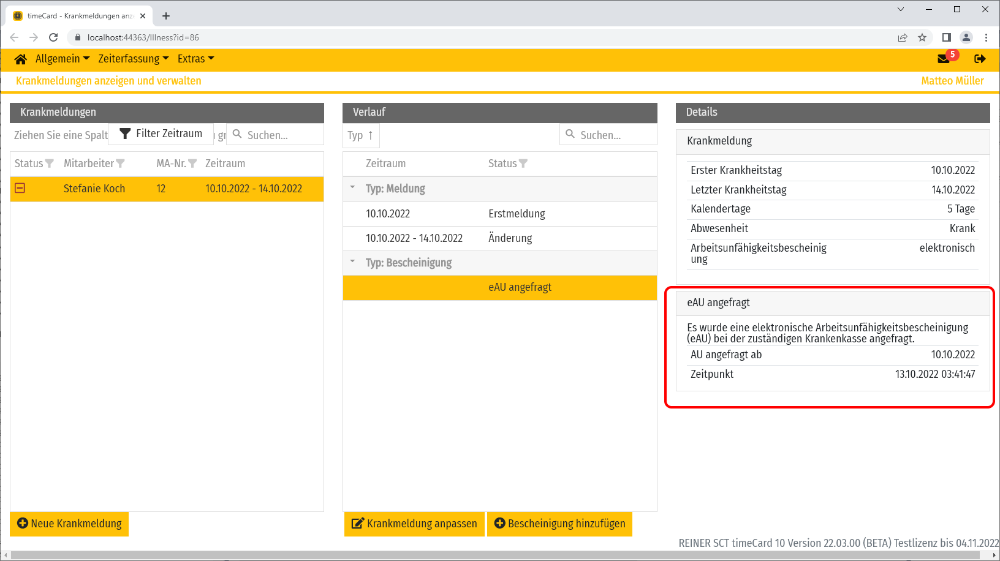 timeCard - Krankmeldungen anze
localhost:44363/Illness?id=86
Allgemein Zeiterfassung Extras 5
Krankmeldungen anzeigen und verwalten Matteo Müller
Krankmeldungen
Ziehen Sie eine Spalt Filter Zeitraum u gr Suchen...
Status Mitarbeiter MA-Nr. Zeitraum
Stefanie Koch 12 10.10.2022 - 14.10.2022
Neue Krankmeldung
Verlauf
Typ ↑ Suchen...
Zeitraum Status
Typ: Meldung
10.10.2022 Erstmeldung
10.10.2022 - 14.10.2022 Änderung
Typ: Bescheinigung
eAU angefragt
Krankmeldung anpassen Bescheinigung hinzufügen
Details
Krankmeldung
Erster Krankheitstag 10.10.2022
Letzter Krankheitstag 14.10.2022
Kalendertage 5 Tage
Abwesenheit Krank
Arbeitsunfähigkeitsbescheinig elektronisch
ung
eAU angefragt
Es wurde eine elektronische Arbeitsunfähigkeitsbescheinigung
(eAU) bei der zuständigen Krankenkasse angefragt.
AU angefragt ab 10.10.2022
Zeitpunkt 13.10.2022 03:41:47
REINER SCT timeCard 10 Version 22.03.00 (BETA) Testlizenz bis 04.11.2022